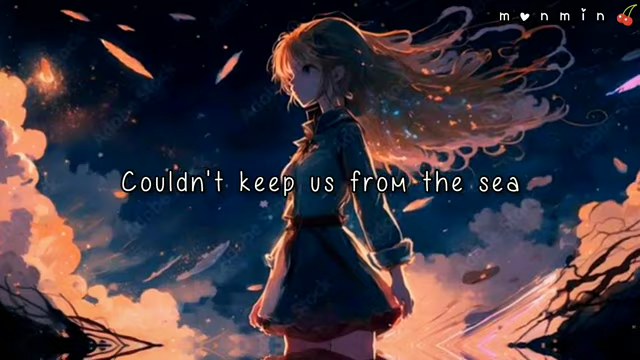 m♥nmin🍒
Couldn't keep us from the sea